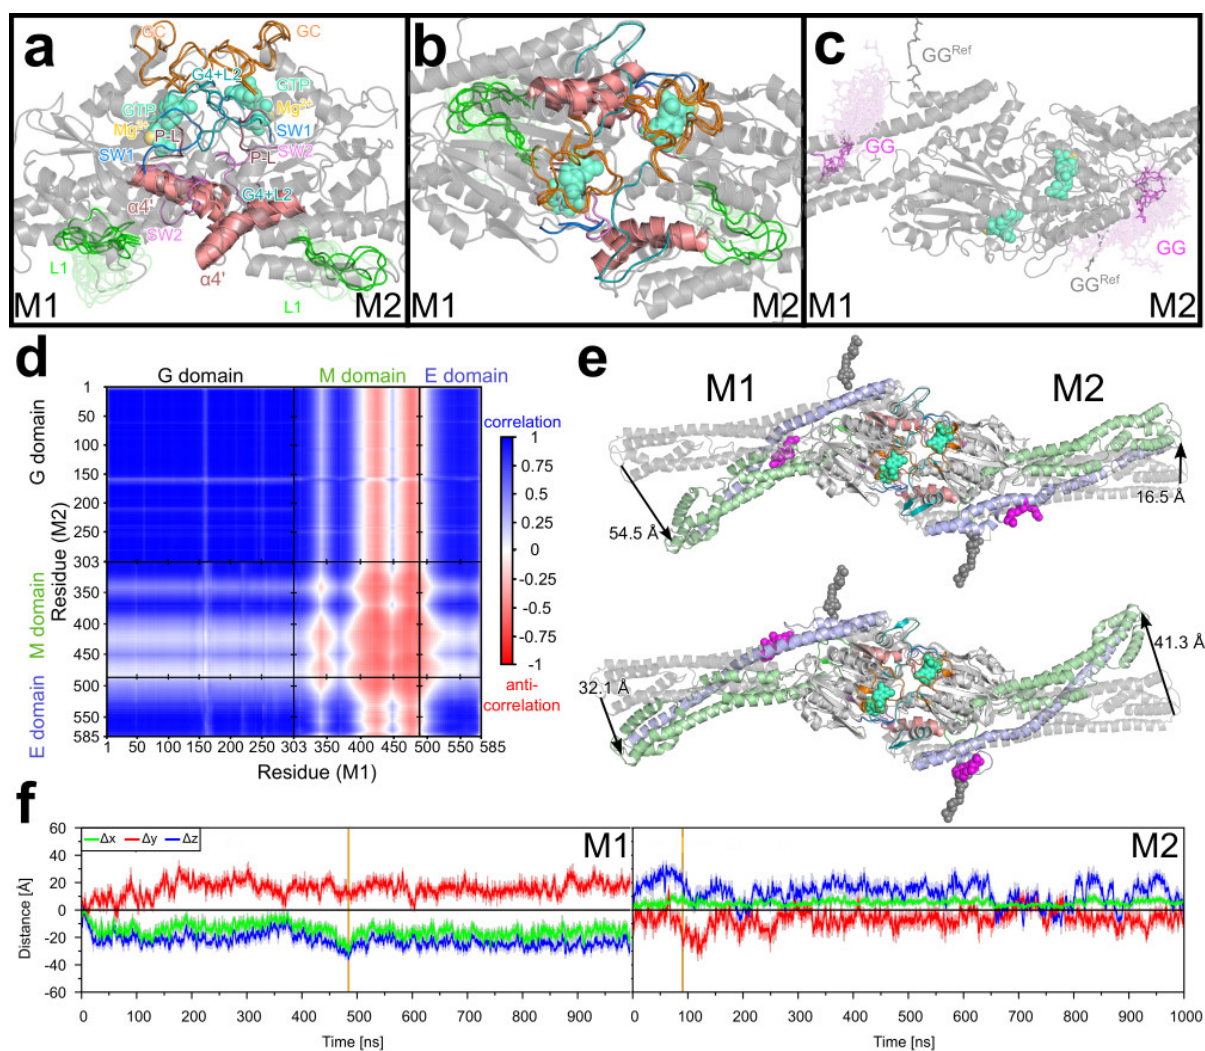 a
GC
GC
G4+L2
GTP
GTP
Mg²⁺
Mg²⁺
P-L
SW1
SW1
P-L
SW2
α4'
G4+L2
SW2
L1
α4'
L1
M1
M2
b
M1
M2
c
GG^Ref
GG
GG
GG^Ref
M1
M2
d
G domain
M domain
E domain
1
50
100
150
200
250
303
350
400
450
500
550
585
G domain
M domain
E domain
Residue (M2)
1 50 100 150 200 250 303 350 400 450 500 550 585
Residue (M1)
correlation
1
0.75
0.5
0.25
0
-0.25
-0.5
-0.75
-1
anti-
correlation
e
M1
M2
54.5 Å
16.5 Å
32.1 Å
41.3 Å
f
Δx Δy Δz
M1
M2
60
40
20
0
-20
-40
-60
Distance [Å]
0 100 200 300 400 500 600 700 800 900
0 100 200 300 400 500 600 700 800 900 1000
Time [ns]
Time [ns]